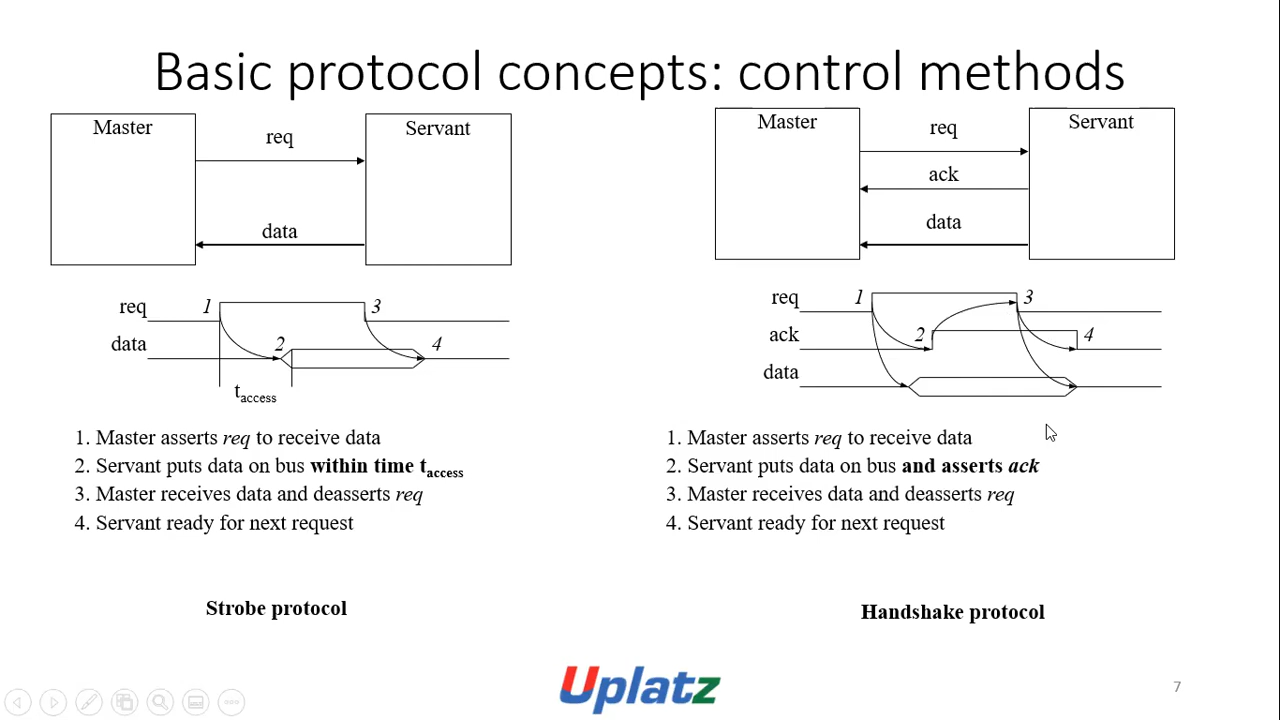 Basic protocol concepts: control methods
Master
req
data
Servant
req
1
3
data
2
4
taccess
1. Master asserts req to receive data
2. Servant puts data on bus within time taccess
3. Master receives data and deasserts req
4. Servant ready for next request
Strobe protocol
Master
req
ack
data
Servant
req
1
3
ack
2
4
data
1. Master asserts req to receive data
2. Servant puts data on bus and asserts ack
3. Master receives data and deasserts req
4. Servant ready for next request
Handshake protocol
Uplatz
7